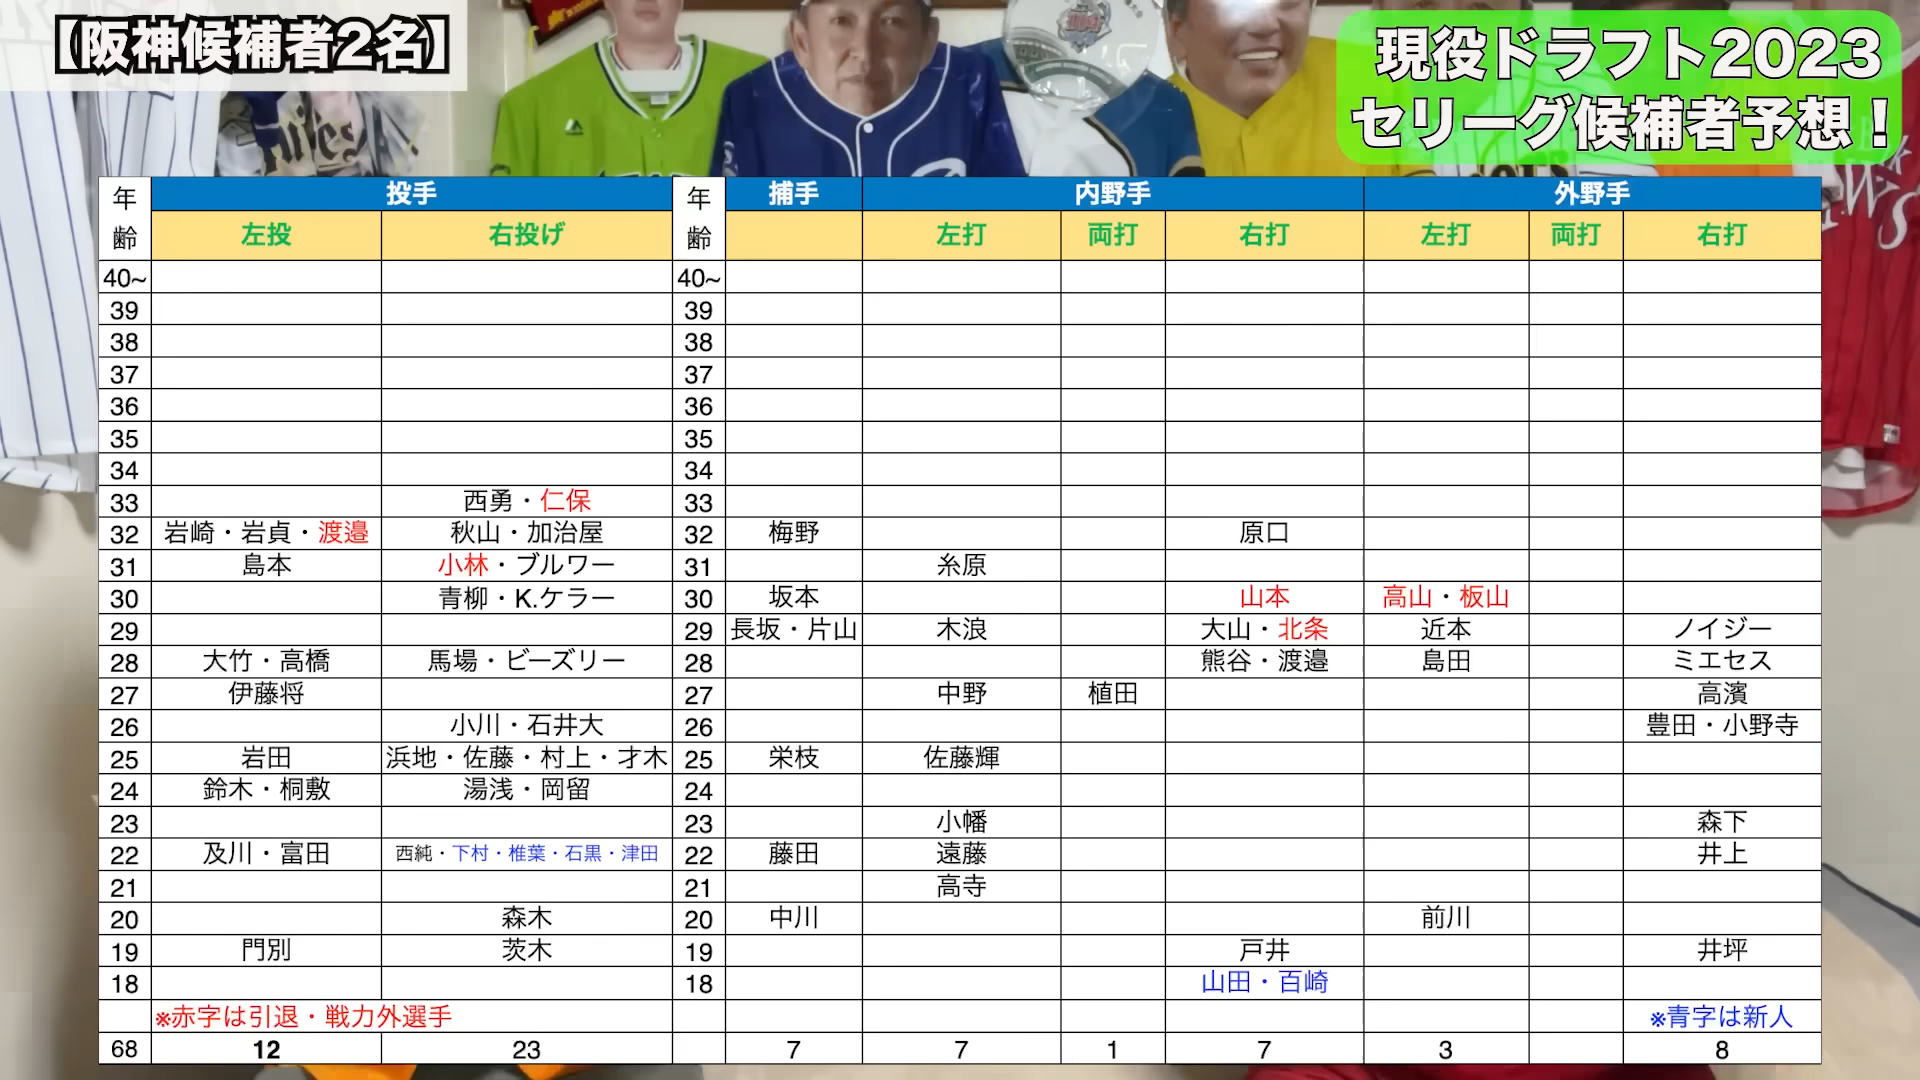 【阪神候補者2名】
現役ドラフト2023
セリーグ候補者予想！
年齢 投手 年齢 捕手 内野手 外野手
左投 右投げ 左打 両打 右打 左打 両打 右打
40~ 40~
39 39
38 38
37 37
36 36
35 35
34 34
33 西勇・仁保 33
32 岩崎・岩貞・渡邉 秋山・加治屋 32 梅野 原口
31 島本 小林・ブルワー 31 糸原
30 青柳・K.ケラー 30 坂本 山本 高山・板山
29 29 長坂・片山 木浪 大山・北条 近本 ノイジー
28 大竹・高橋 馬場・ビーズリー 28 熊谷・渡邉 島田 ミエセス
27 伊藤将 27 中野 植田 高濱
26 小川・石井大 26 豊田・小野寺
25 岩田 浜地・佐藤・村上・才木 25 栄枝 佐藤輝
24 鈴木・桐敷 湯浅・岡留 24
23 23 小幡 森下
22 及川・富田 西純・下村・椎葉・石黒・津田 22 藤田 遠藤 井上
21 21 高寺
20 森木 20 中川 前川
19 門別 茨木 19 戸井 井坪
18 18 山田・百崎
※赤字は引退・戦力外選手 ※青字は新人
68 12 23 7 7 1 7 3 8